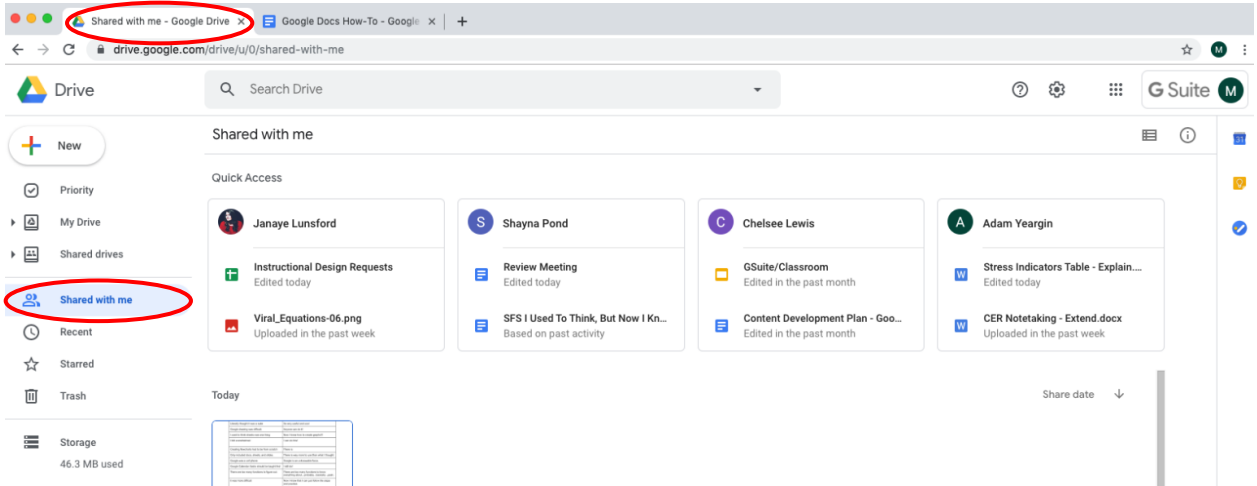 Shared with me - Google Drive
Google Docs How-To - Google
drive.google.com/drive/u/0/shared-with-me
M
Drive
Search Drive
G Suite
M
New
Shared with me
31
Quick Access
Priority
My Drive
Shared drives
Shared with me
Recent
Starred
Trash
Storage
46.3 MB used
Janaye Lunsford
Instructional Design Requests
Edited today
Viral_Equations-06.png
Uploaded in the past week
S
Shayna Pond
Review Meeting
Edited today
SFS I Used To Think, But Now I Kn...
Based on past activity
C
Chelsee Lewis
GSuite/Classroom
Edited in the past month
Content Development Plan - Goo...
Edited in the past month
A
Adam Yeargin
W
Stress Indicators Table - Explain....
Edited today
W
CER Notetaking - Extend.docx
Uploaded in the past week
Today
Share date